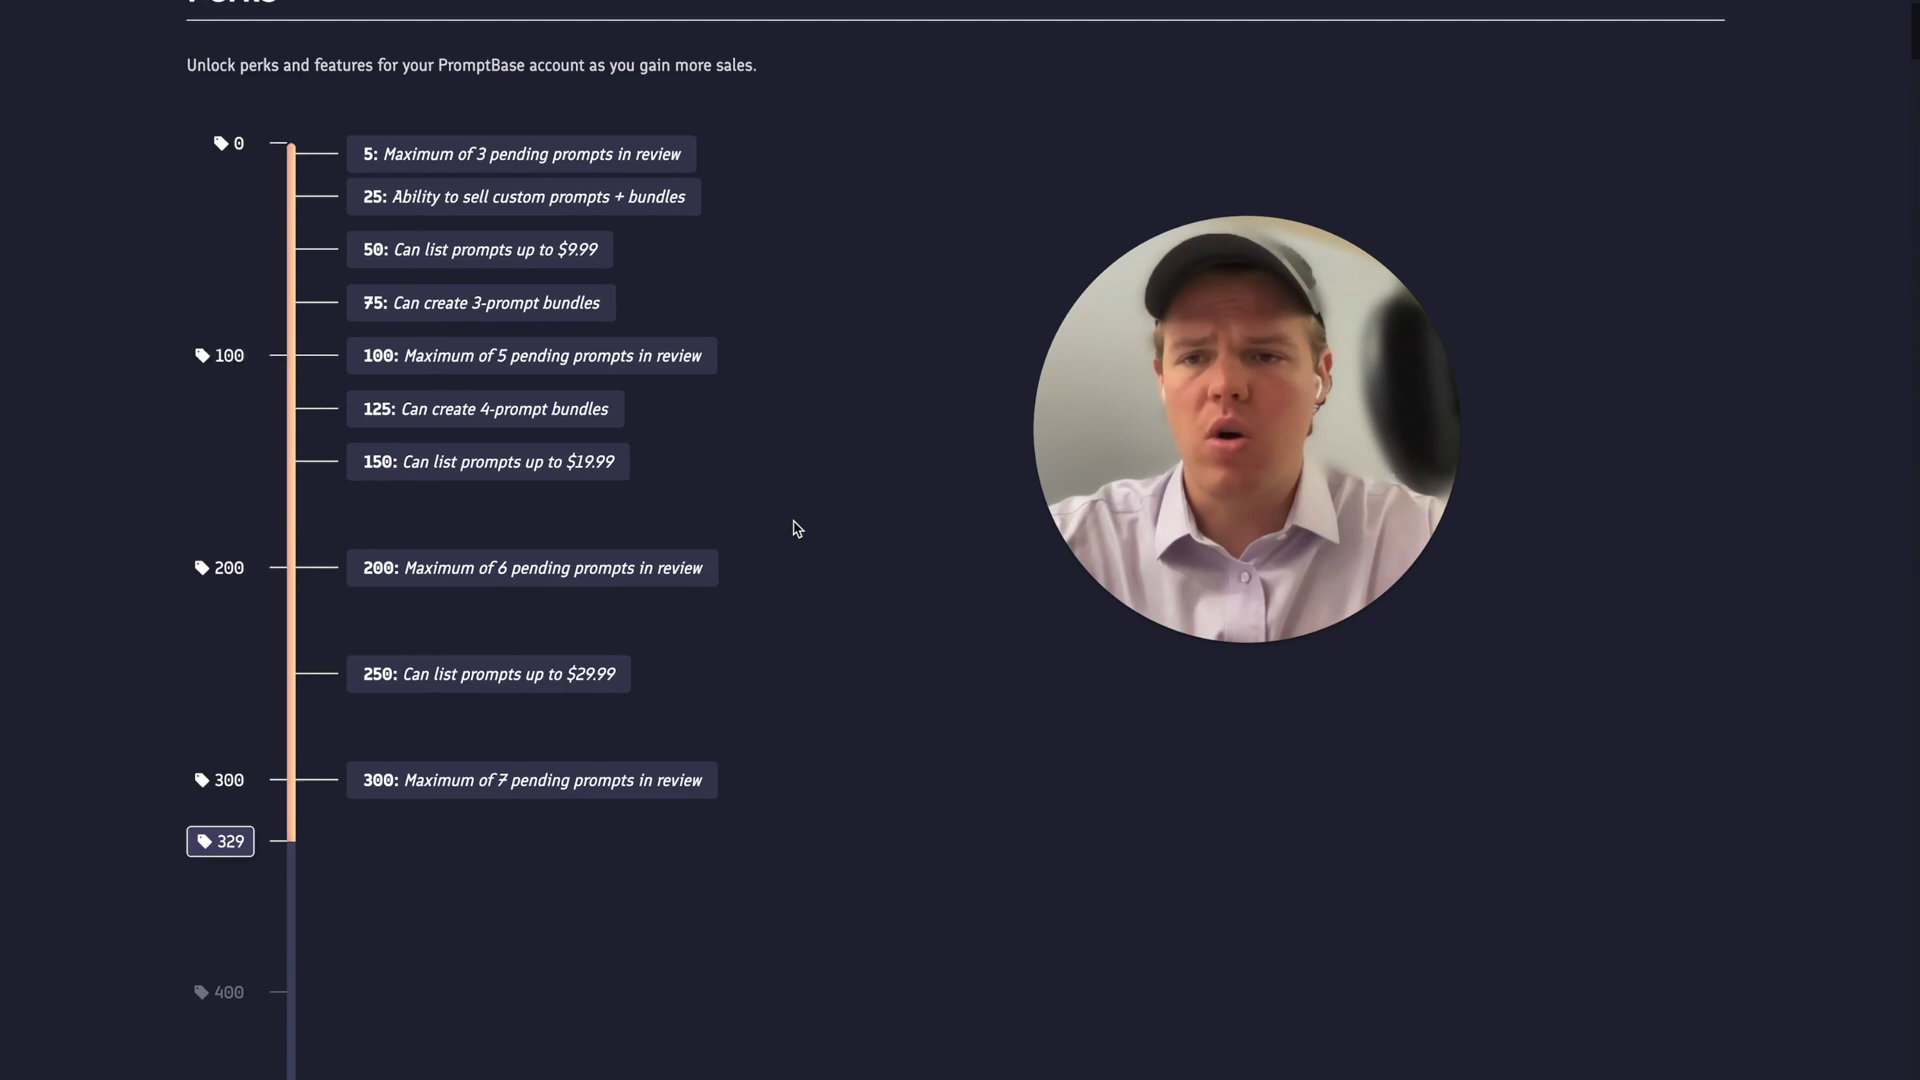 Perks
Unlock perks and features for your PromptBase account as you gain more sales.
0
5: Maximum of 3 pending prompts in review
25: Ability to sell custom prompts + bundles
50: Can list prompts up to $9.99
75: Can create 3-prompt bundles
100
100: Maximum of 5 pending prompts in review
125: Can create 4-prompt bundles
150: Can list prompts up to $19.99
200
200: Maximum of 6 pending prompts in review
250: Can list prompts up to $29.99
300
300: Maximum of 7 pending prompts in review
329
400